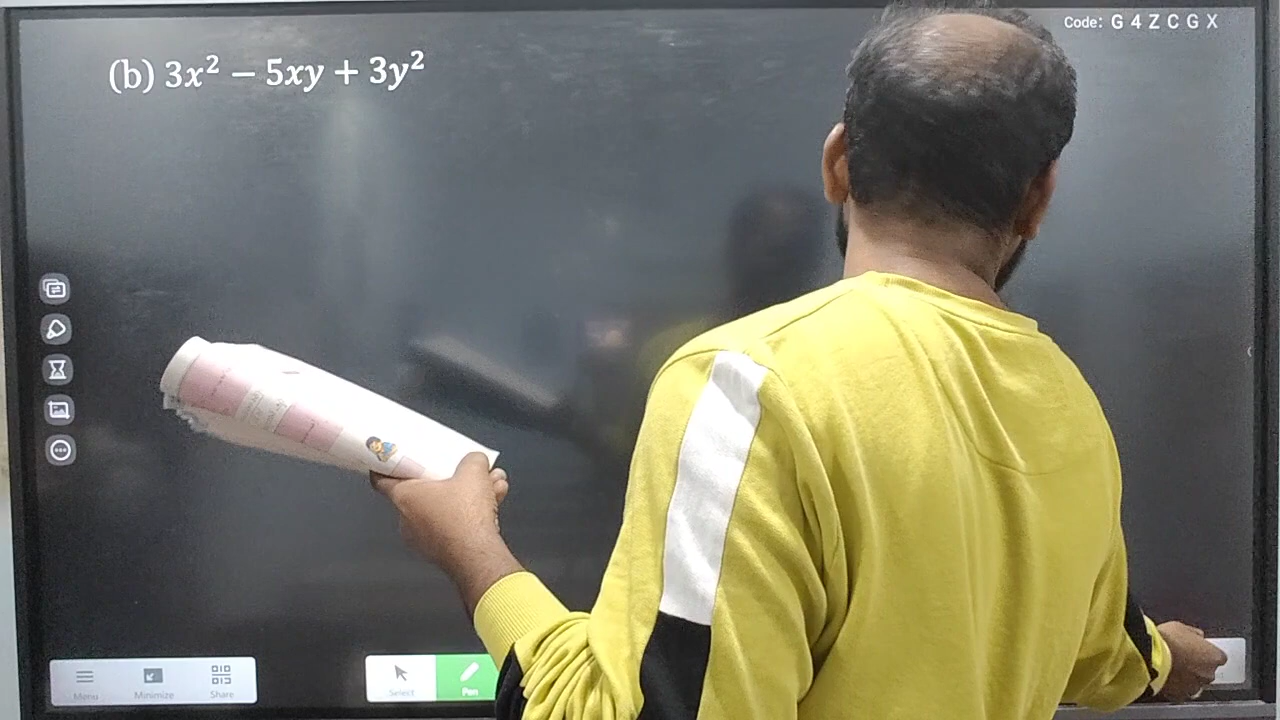 Code: G 4 Z C G X
(b) 3x² − 5xy + 3y²
Menu
Minimize
Share
Select
Pen